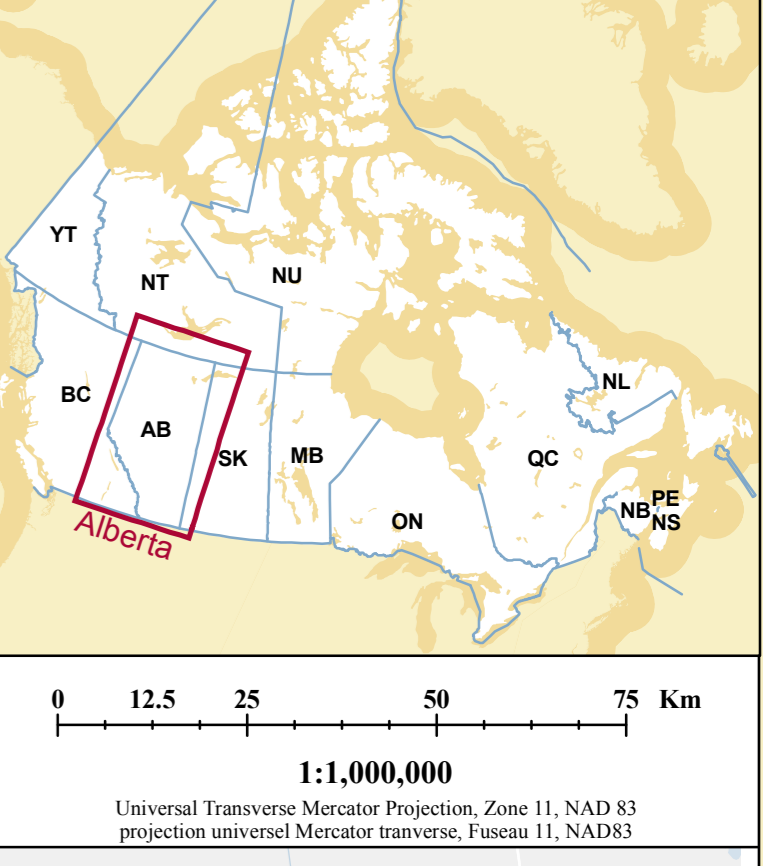 YT
NT
NU
BC
AB
SK
MB
ON
QC
NL
NB
PE
NS
Alberta
0 12.5 25 50 75 Km
1:1,000,000
Universal Transverse Mercator Projection, Zone 11, NAD 83
projection universel Mercator tranverse, Fuseau 11, NAD83